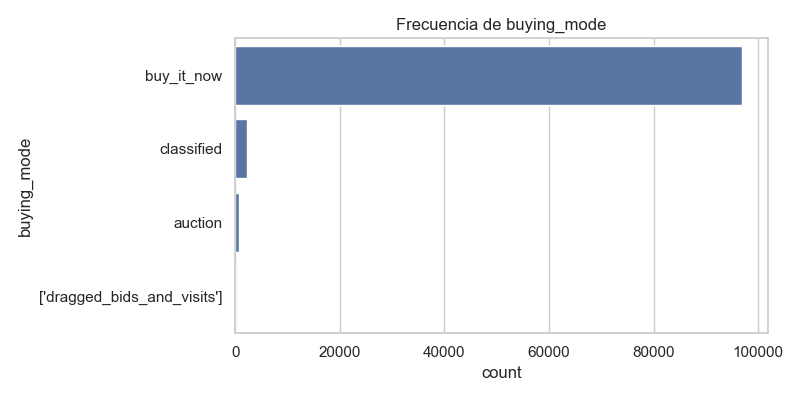 Frecuencia de buying_mode
buying_mode
buy_it_now
classified
auction
['dragged_bids_and_visits']
0 20000 40000 60000 80000 100000
count